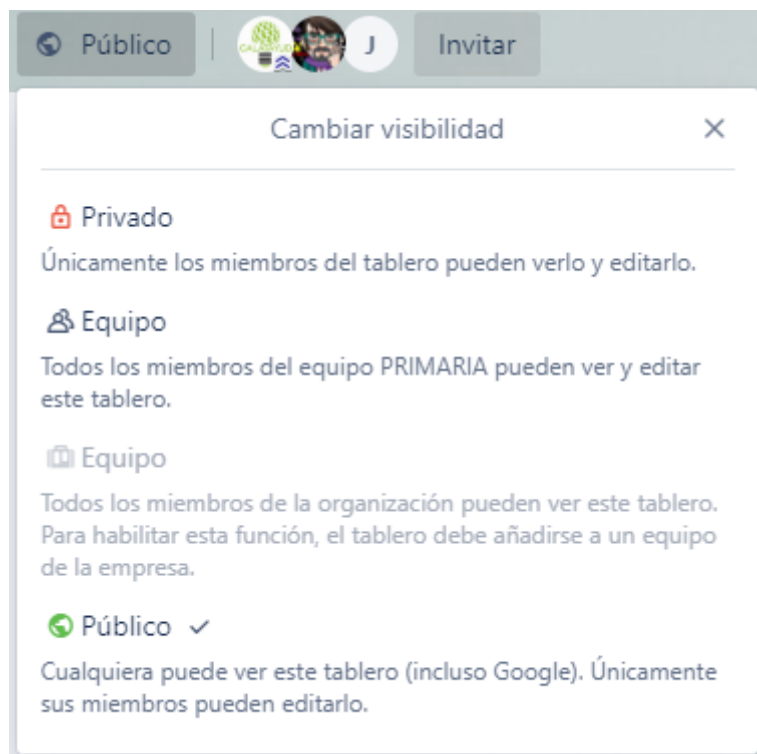 Público
J
Invitar
Cambiar visibilidad
Privado
Únicamente los miembros del tablero pueden verlo y editarlo.
Equipo
Todos los miembros del equipo PRIMARIA pueden ver y editar
este tablero.
Equipo
Todos los miembros de la organización pueden ver este tablero.
Para habilitar esta función, el tablero debe añadirse a un equipo
de la empresa.
Público
Cualquiera puede ver este tablero (incluso Google). Únicamente
sus miembros pueden editarlo.